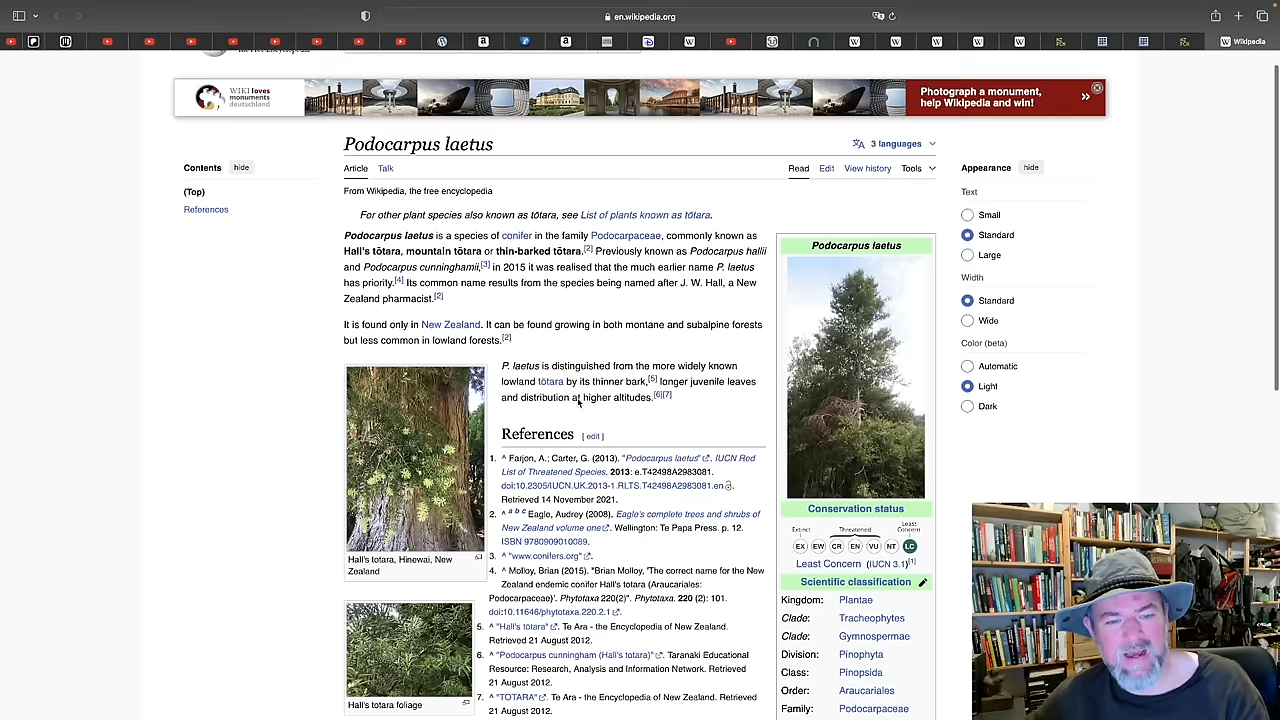 en.wikipedia.org
Wikipedia
WIKI loves
monuments
deutschland
Photograph a monument,
help Wikipedia and win!
Podocarpus laetus
3 languages
Contents hide
(Top)
References
Article Talk
Read Edit View history Tools
From Wikipedia, the free encyclopedia
For other plant species also known as tōtara, see List of plants known as tōtara.
Podocarpus laetus is a species of conifer in the family Podocarpaceae, commonly known as
Hall's tōtara, mountain tōtara or thin-barked tōtara.[2] Previously known as Podocarpus hallii
and Podocarpus cunninghamii,[3] in 2015 it was realised that the much earlier name P. laetus
has priority.[4] Its common name results from the species being named after J. W. Hall, a New
Zealand pharmacist.[2]
It is found only in New Zealand. It can be found growing in both montane and subalpine forests
but less common in lowland forests.[2]
P. laetus is distinguished from the more widely known
lowland tōtara by its thinner bark,[5] longer juvenile leaves
and distribution at higher altitudes.[6][7]
Hall's totara, Hinewai, New
Zealand
Hall's totara foliage
References [ edit ]
1. ^ Farjon, A.; Carter, G. (2013). "Podocarpus laetus". IUCN Red
List of Threatened Species. 2013: e.T42498A2983081.
doi:10.2305/IUCN.UK.2013-1.RLTS.T42498A2983081.en.
Retrieved 14 November 2021.
2. ^ a b c Eagle, Audrey (2008). Eagle's complete trees and shrubs of
New Zealand volume one. Wellington: Te Papa Press. p. 12.
ISBN 9780909010089.
3. ^ "www.conifers.org".
4. ^ Molloy, Brian (2015). "Brian Molloy, 'The correct name for the New
Zealand endemic conifer Hall's totara (Araucariales:
Podocarpaceae)'. Phytotaxa 220(2)". Phytotaxa. 220 (2): 101.
doi:10.11646/phytotaxa.220.2.1.
5. ^ "Hall's tōtara". Te Ara - the Encyclopedia of New Zealand.
Retrieved 21 August 2012.
6. ^ "Podocarpus cunningham (Hall's totara)". Taranaki Educational
Resource: Research, Analysis and Information Network. Retrieved
21 August 2012.
7. ^ "TOTARA". Te Ara - the Encyclopedia of New Zealand. Retrieved
21 August 2012.
Podocarpus laetus
Conservation status
Extinct Threatened Least Concern
EX EW CR EN VU NT LC
Least Concern (IUCN 3.1)[1]
Scientific classification
Kingdom: Plantae
Clade: Tracheophytes
Clade: Gymnospermae
Division: Pinophyta
Class: Pinopsida
Order: Araucariales
Family: Podocarpaceae
Appearance hide
Text
Small
Standard
Large
Width
Standard
Wide
Color (beta)
Automatic
Light
Dark